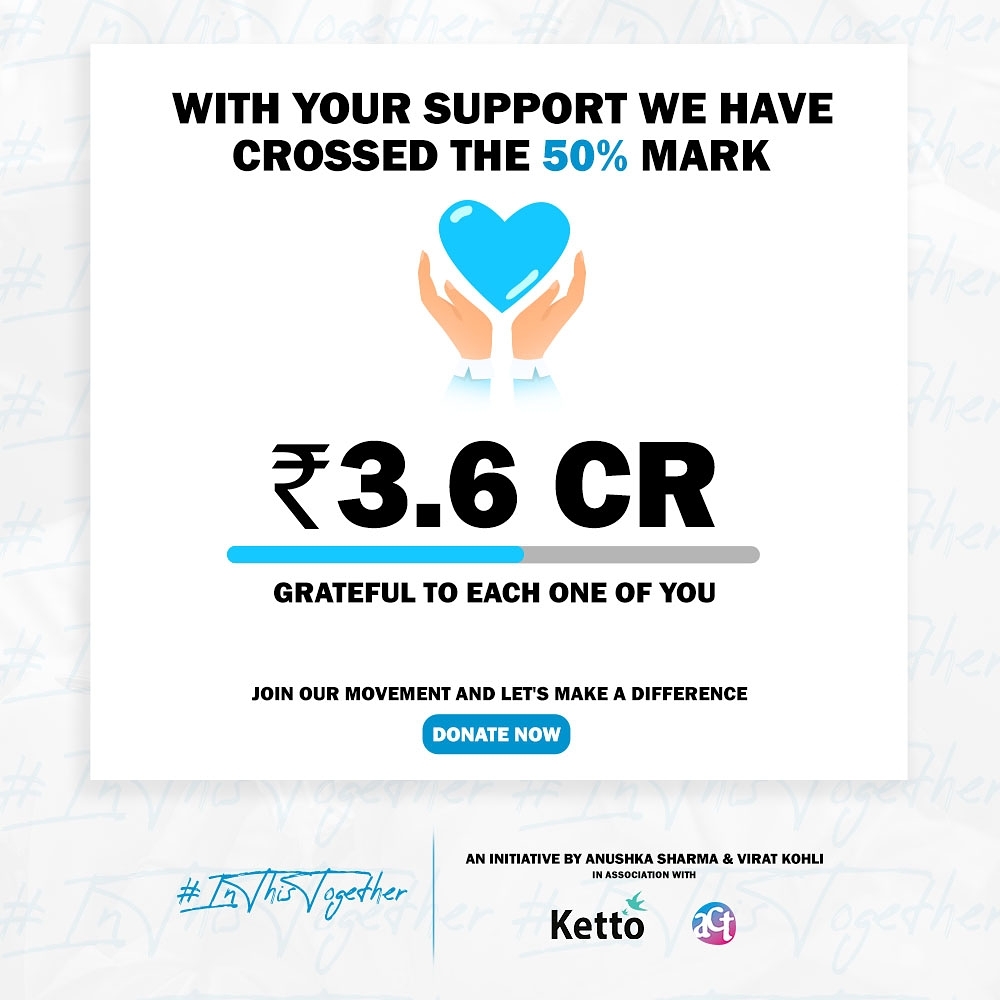 WITH YOUR SUPPORT WE HAVE
CROSSED THE 50% MARK
₹3.6 CR
GRATEFUL TO EACH ONE OF YOU
JOIN OUR MOVEMENT AND LET'S MAKE A DIFFERENCE
DONATE NOW
#InThisTogether
AN INITIATIVE BY ANUSHKA SHARMA & VIRAT KOHLI
IN ASSOCIATION WITH
Ketto act